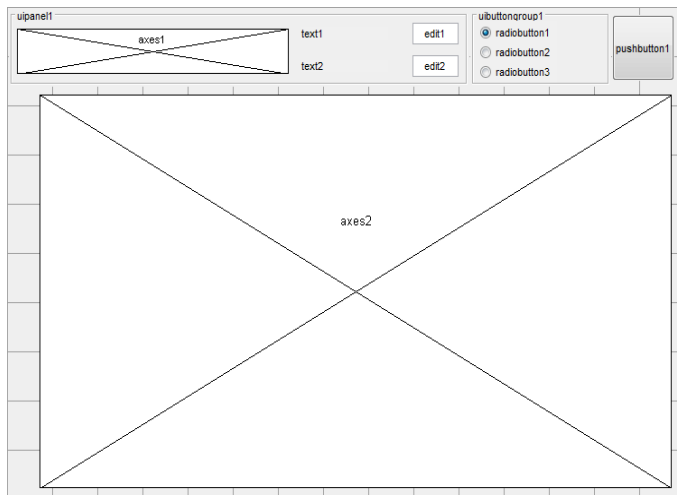 uipanel1
axes1
text1
edit1
text2
edit2
uibuttongroup1
radiobutton1
radiobutton2
radiobutton3
pushbutton1
axes2